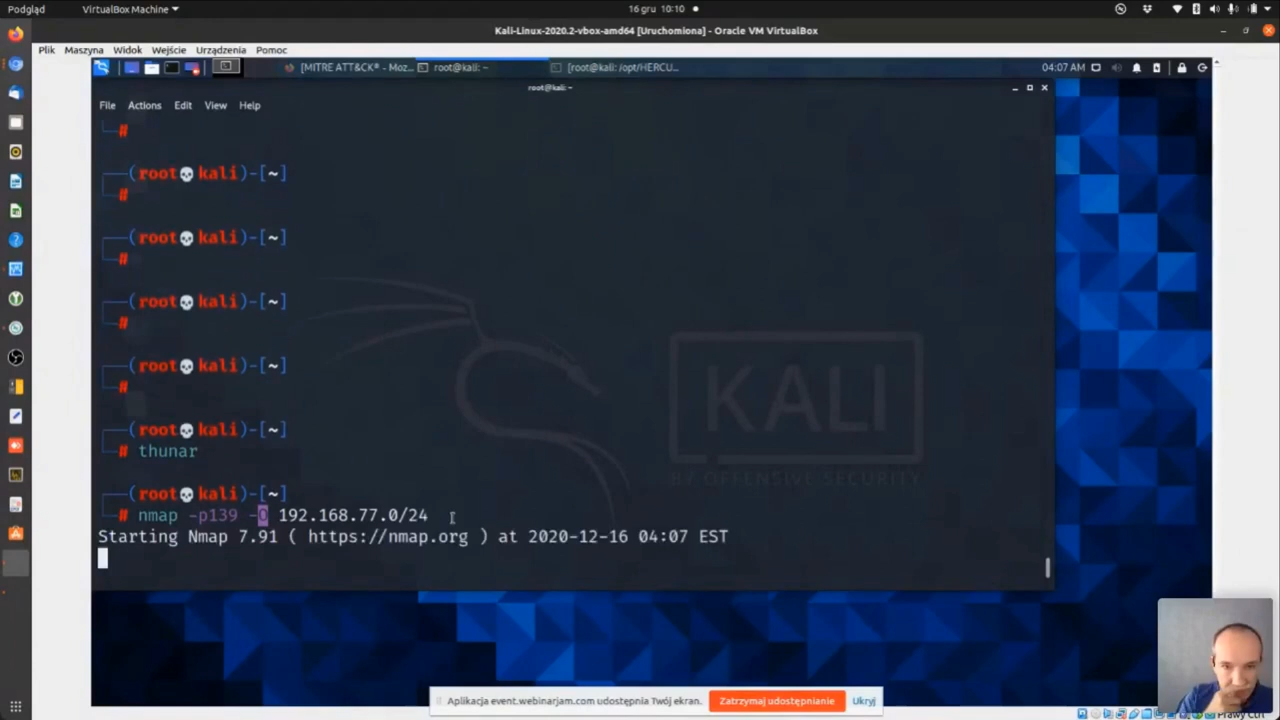 Podgląd VirtualBox Machine 16 gru 10:10
Kali-Linux-2020.2-vbox-amd64 [Uruchomiona] - Oracle VM VirtualBox
Plik Maszyna Widok Wejście Urządzenia Pomoc
[MITRE ATT&CK® - Moz... root@kali: ~ [root@kali: /opt/HERCU... 04:07 AM
root@kali: ~
File Actions Edit View Help
#
(root💀kali)-[~]
#
(root💀kali)-[~]
#
(root💀kali)-[~]
#
(root💀kali)-[~]
#
(root💀kali)-[~]
# thunar
(root💀kali)-[~]
# nmap -p139 -O 192.168.77.0/24
Starting Nmap 7.91 ( https://nmap.org ) at 2020-12-16 04:07 EST
KALI
BY OFFENSIVE SECURITY
Aplikacja event.webinarjam.com udostępnia Twój ekran. Zatrzymaj udostępnianie Ukryj
Prawy Ctrl